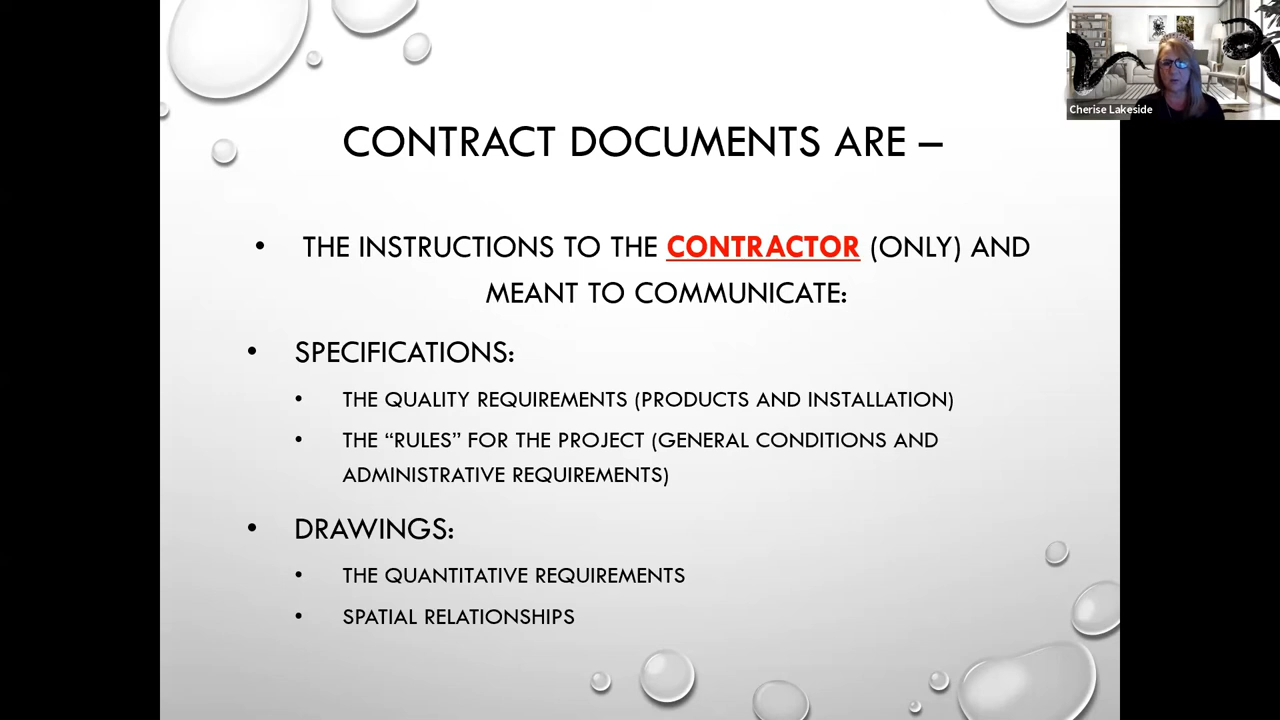 Cherise Lakeside
CONTRACT DOCUMENTS ARE –
• THE INSTRUCTIONS TO THE CONTRACTOR (ONLY) AND
MEANT TO COMMUNICATE:
• SPECIFICATIONS:
• THE QUALITY REQUIREMENTS (PRODUCTS AND INSTALLATION)
• THE “RULES” FOR THE PROJECT (GENERAL CONDITIONS AND
ADMINISTRATIVE REQUIREMENTS)
• DRAWINGS:
• THE QUANTITATIVE REQUIREMENTS
• SPATIAL RELATIONSHIPS